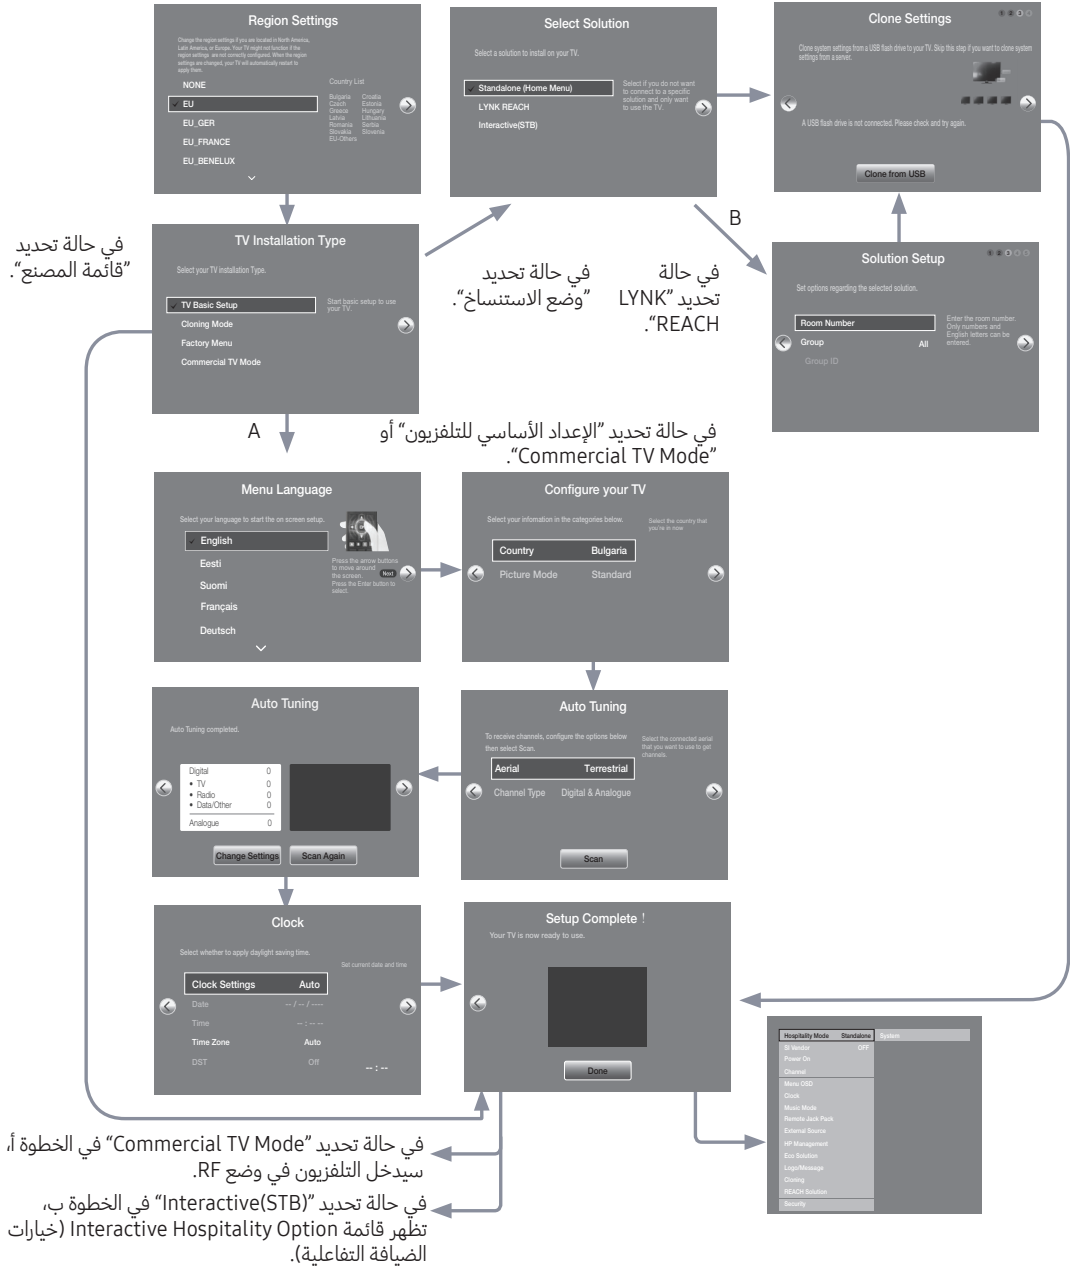 Region Settings
Change the region settings if you are located in North America,
Latin America, or Europe. Your TV might not function if the
region settings are not correctly configured. When the region
settings are changed, your TV will automatically restart to
apply them.
NONE
✓ EU
EU_GER
EU_FRANCE
EU_BENELUX
Country List
Bulgaria Croatia
Czech Estonia
Greece Hungary
Latvia Lithuania
Romania Serbia
Slovakia Slovenia
EU-Others
Select Solution
Select a solution to install on your TV.
✓ Standalone (Home Menu)
LYNK REACH
Interactive(STB)
Select if you do not want
to connect to a specific
solution and only want
to use the TV.
Clone Settings
1 2 3 4
Clone system settings from a USB flash drive to your TV. Skip this step if you want to clone system
settings from a server.
A USB flash drive is not connected. Please check and try again.
Clone from USB
في حالة تحديد
"قائمة المصنع".
TV Installation Type
Select your TV installation Type.
✓ TV Basic Setup
Cloning Mode
Factory Menu
Commercial TV Mode
Start basic setup to use
your TV.
في حالة تحديد
"وضع الاستنساخ".
B
في حالة
تحديد "LYNK
REACH".
Solution Setup
1 2 3 4 5
Set options regarding the selected solution.
Room Number
Group All
Group ID
Enter the room number.
Only numbers and
English letters can be
entered.
A
في حالة تحديد "الإعداد الأساسي للتلفزيون" أو
"Commercial TV Mode".
Menu Language
Select your language to start the on screen setup.
✓ English
Eesti
Suomi
Français
Deutsch
Press the arrow buttons
to move around
the screen.
Press the Enter button to
select.
Next
Configure your TV
Select your infomation in the categories below.
Country Bulgaria
Picture Mode Standard
Select the country that
you're in now
Auto Tuning
Auto Tuning completed.
Digital 0
• TV 0
• Radio 0
• Data/Other 0
Analogue 0
Change Settings Scan Again
Auto Tuning
To receive channels, configure the options below
then select Scan.
Aerial Terrestrial
Channel Type Digital & Analogue
Select the connected aerial
that you want to use to get
channels.
Scan
Clock
Select whether to apply daylight saving time.
Set current date and time
Clock Settings Auto
Date -- / -- / ----
Time -- : -- --
Time Zone Auto
DST Off
-- : --
Setup Complete !
Your TV is now ready to use.
Done
Hospitality Mode Standalone System
SI Vendor OFF
Power On
Channel
Menu OSD
Clock
Music Mode
Remote Jack Pack
External Source
HP Management
Eco Solution
Logo/Message
Cloning
REACH Solution
Security
في حالة تحديد "Commercial TV Mode" في الخطوة أ،
سيدخل التلفزيون في وضع RF.
في حالة تحديد "Interactive(STB)" في الخطوة ب،
تظهر قائمة Interactive Hospitality Option (خيارات
الضيافة التفاعلية).